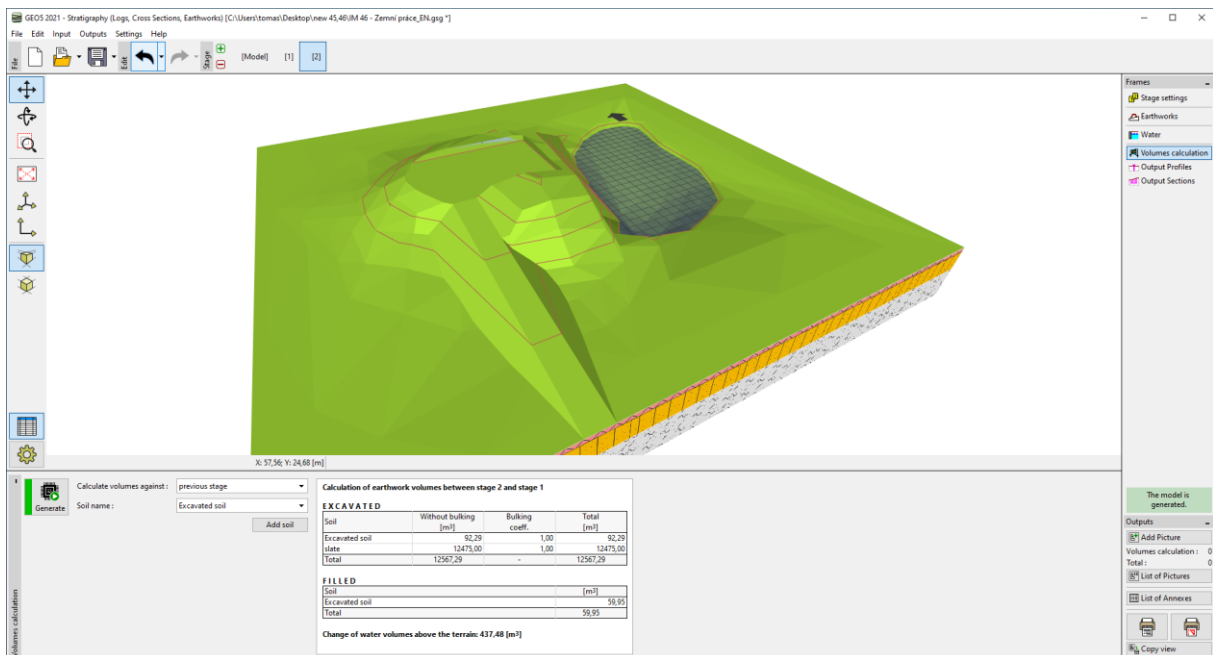 GEO5 2021 - Stratigraphy (Logs, Cross Sections, Earthworks) [C:\Users\tomas\Desktop\new 45,46\IM 46 - Zemní práce_EN.gsg *]
File Edit Input Outputs Settings Help
File
Edit
Stage
[Model] [1] [2]
Frames
Stage settings
Earthworks
Water
Volumes calculation
Output Profiles
Output Sections
X: 57,56; Y: 24,68 [m]
Volumes calculation
Generate
Calculate volumes against : previous stage
Soil name : Excavated soil
Add soil
Calculation of earthwork volumes between stage 2 and stage 1
EXCAVATED
Soil Without bulking [m³] Bulking coeff. Total [m³]
Excavated soil 92,29 1,00 92,29
slate 12475,00 1,00 12475,00
Total 12567,29 - 12567,29
FILLED
Soil [m³]
Excavated soil 59,95
Total 59,95
Change of water volumes above the terrain: 437,48 [m³]
The model is
generated.
Outputs
Add Picture
Volumes calculation : 0
Total : 0
List of Pictures
List of Annexes
Copy view